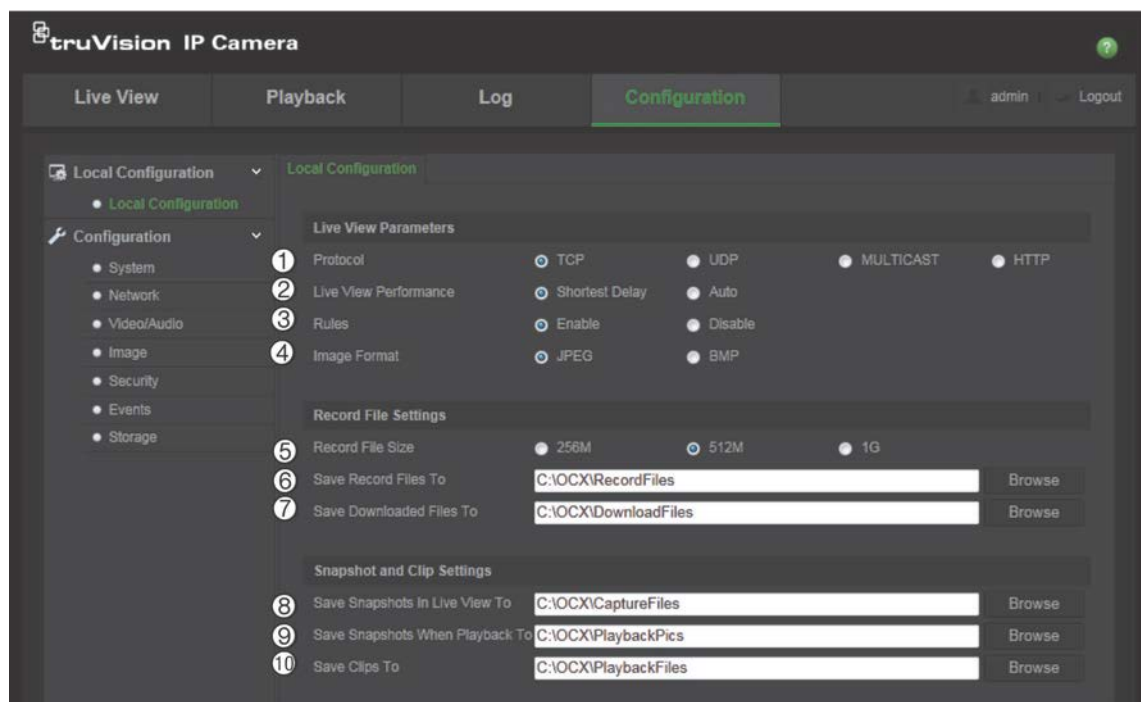 truVision IP Camera
?
Live View Playback Log Configuration admin Logout
Local Configuration
Local Configuration
Configuration
System
Network
Video/Audio
Image
Security
Events
Storage
Local Configuration
Live View Parameters
1 Protocol TCP UDP MULTICAST HTTP
2 Live View Performance Shortest Delay Auto
3 Rules Enable Disable
4 Image Format JPEG BMP
Record File Settings
5 Record File Size 256M 512M 1G
6 Save Record Files To C:\OCX\RecordFiles Browse
7 Save Downloaded Files To C:\OCX\DownloadFiles Browse
Snapshot and Clip Settings
8 Save Snapshots In Live View To C:\OCX\CaptureFiles Browse
9 Save Snapshots When Playback To C:\OCX\PlaybackPics Browse
10 Save Clips To C:\OCX\PlaybackFiles Browse